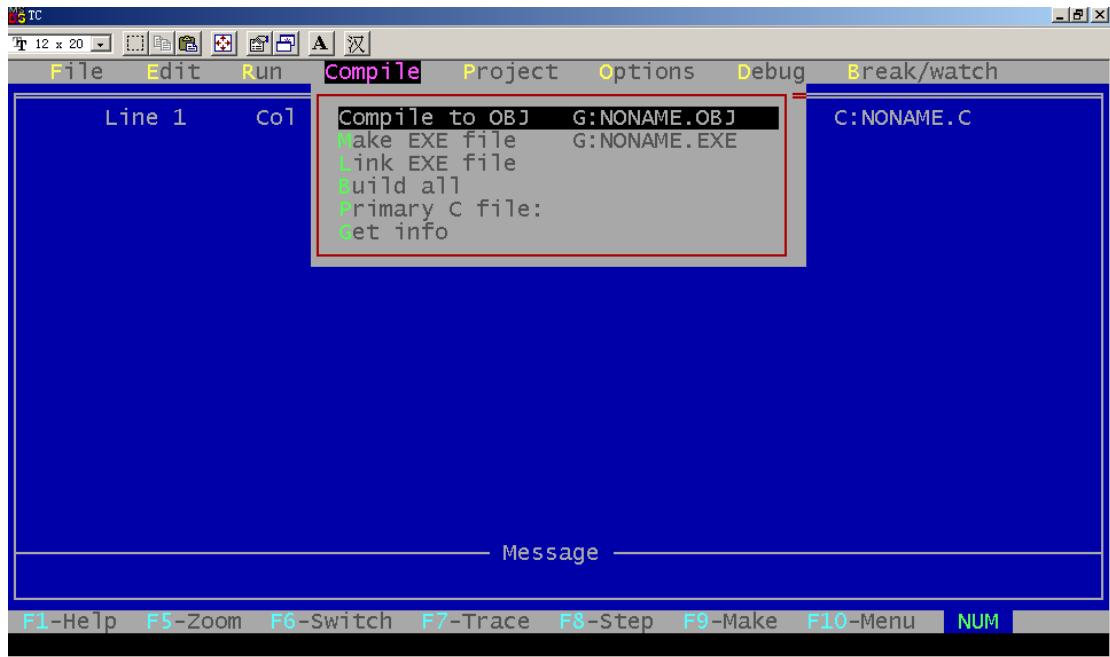 TC
12 x 20 A 汉
File Edit Run Compile Project Options Debug Break/watch
Line 1 Col C:NONAME.C
Compile to OBJ G:NONAME.OBJ
Make EXE file G:NONAME.EXE
Link EXE file
Build all
Primary C file:
Get info
Message
F1-Help F5-Zoom F6-Switch F7-Trace F8-Step F9-Make F10-Menu NUM